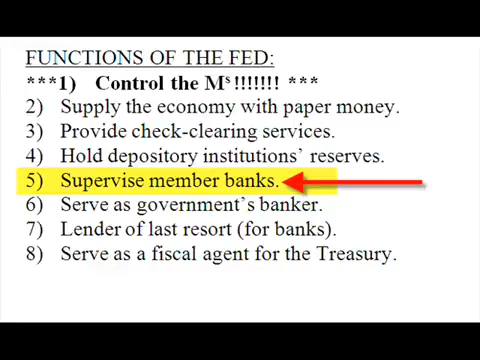 FUNCTIONS OF THE FED:
***1) Control the Mˢ !!!!!!! ***
2) Supply the economy with paper money.
3) Provide check-clearing services.
4) Hold depository institutions' reserves.
5) Supervise member banks.
6) Serve as government's banker.
7) Lender of last resort (for banks).
8) Serve as a fiscal agent for the Treasury.